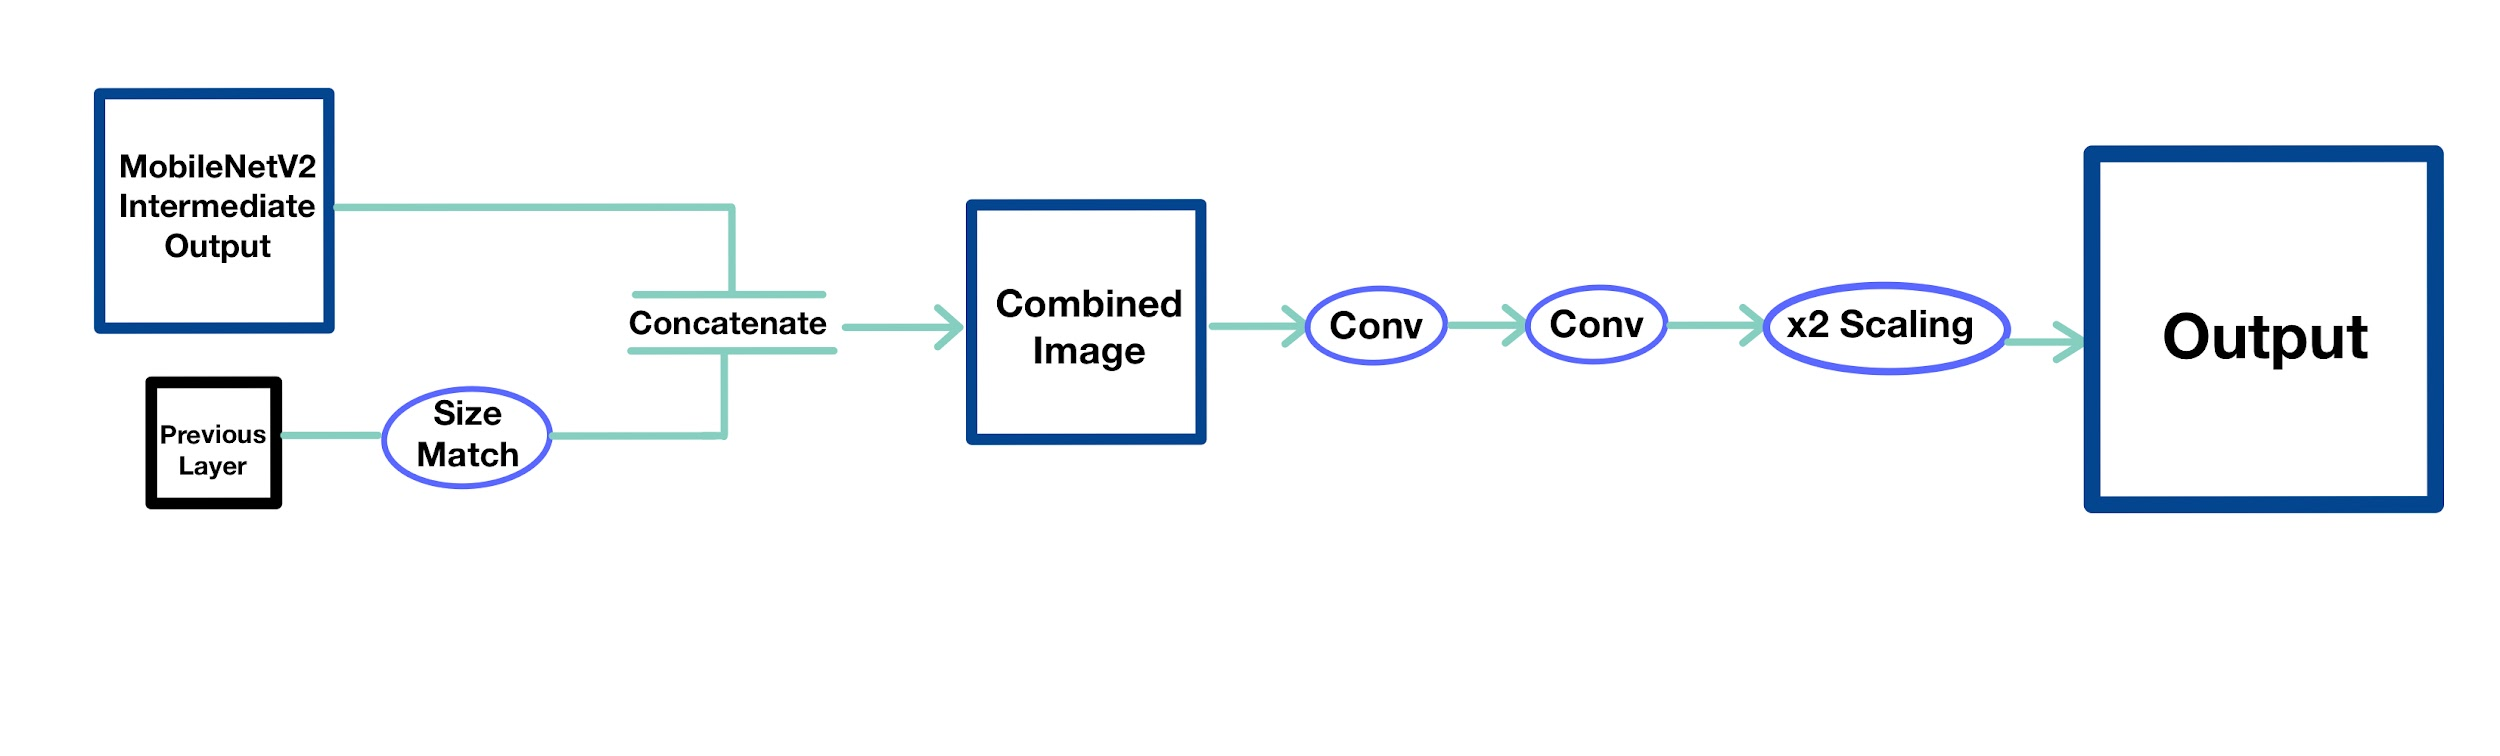 MobileNetV2
Intermediate
Output
Previous
Layer
Size
Match
Concatenate
Combined
Image
Conv
Conv
x2 Scaling
Output